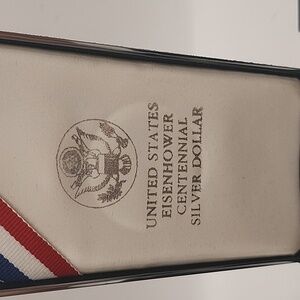 UNITED STATES
EISENHOWER
CENTENNIAL
SILVER DOLLAR